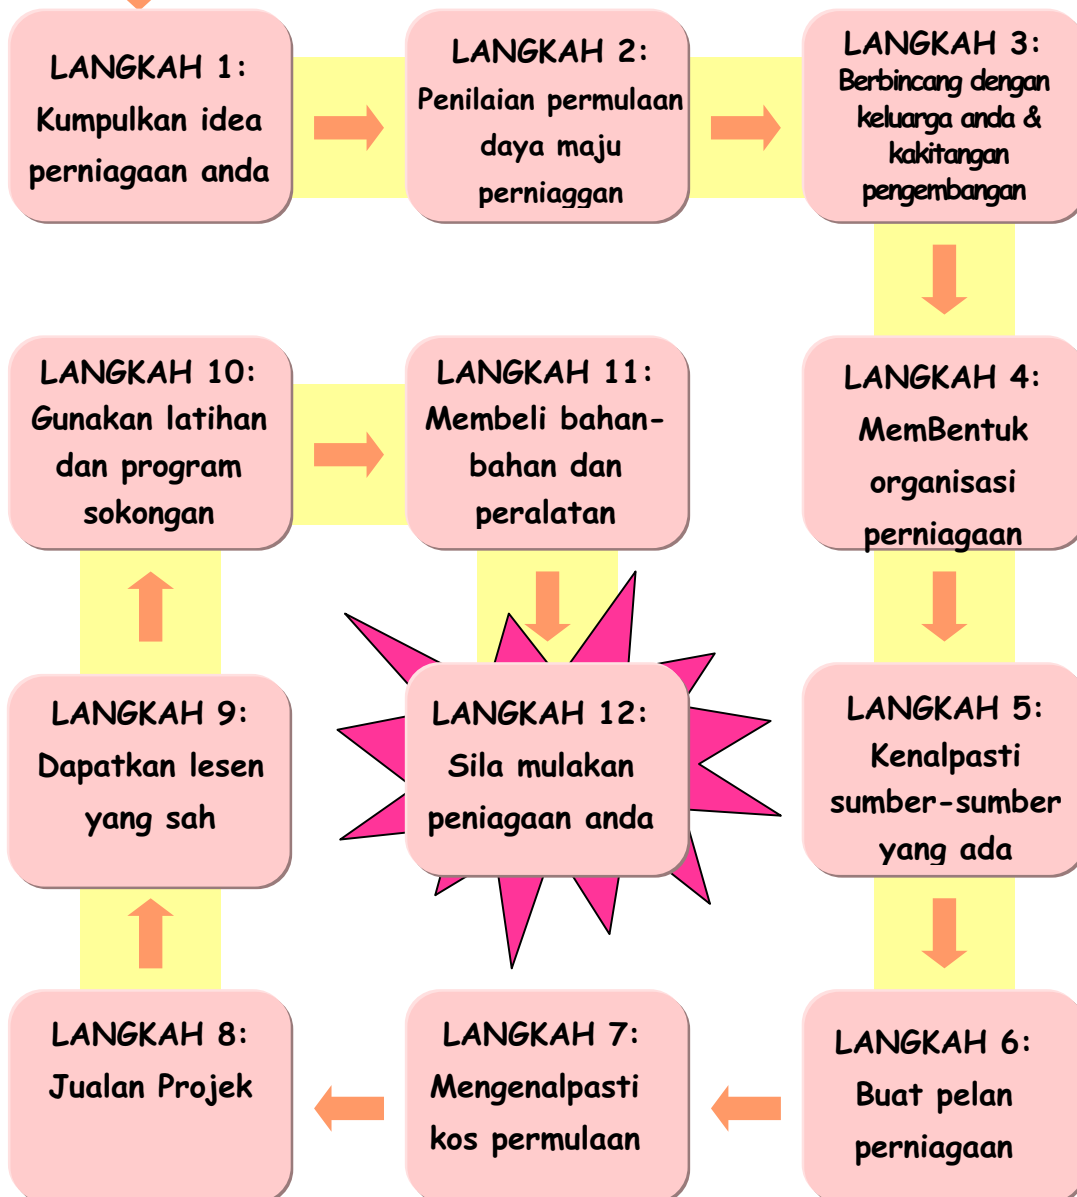 LANGKAH 1:
Kumpulkan idea
perniagaan anda
LANGKAH 2:
Penilaian permulaan
daya maju
perniaggan
LANGKAH 3:
Berbincang dengan
keluarga anda &
kakitangan
pengembangan
LANGKAH 4:
MemBentuk
organisasi
perniagaan
LANGKAH 5:
Kenalpasti
sumber-sumber
yang ada
LANGKAH 6:
Buat pelan
perniagaan
LANGKAH 7:
Mengenalpasti
kos permulaan
LANGKAH 8:
Jualan Projek
LANGKAH 9:
Dapatkan lesen
yang sah
LANGKAH 10:
Gunakan latihan
dan program
sokongan
LANGKAH 11:
Membeli bahan-
bahan dan
peralatan
LANGKAH 12:
Sila mulakan
peniagaan anda